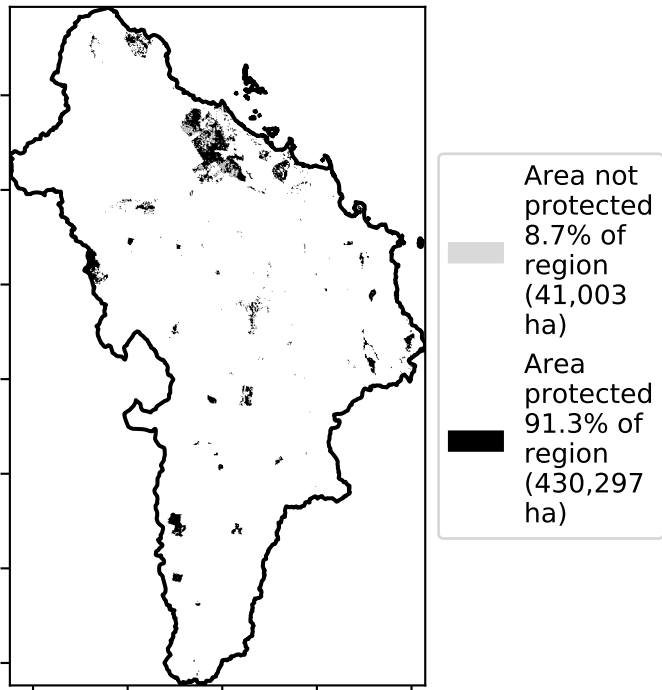 Area not
protected
8.7% of
region
(41,003
ha)
Area
protected
91.3% of
region
(430,297
ha)